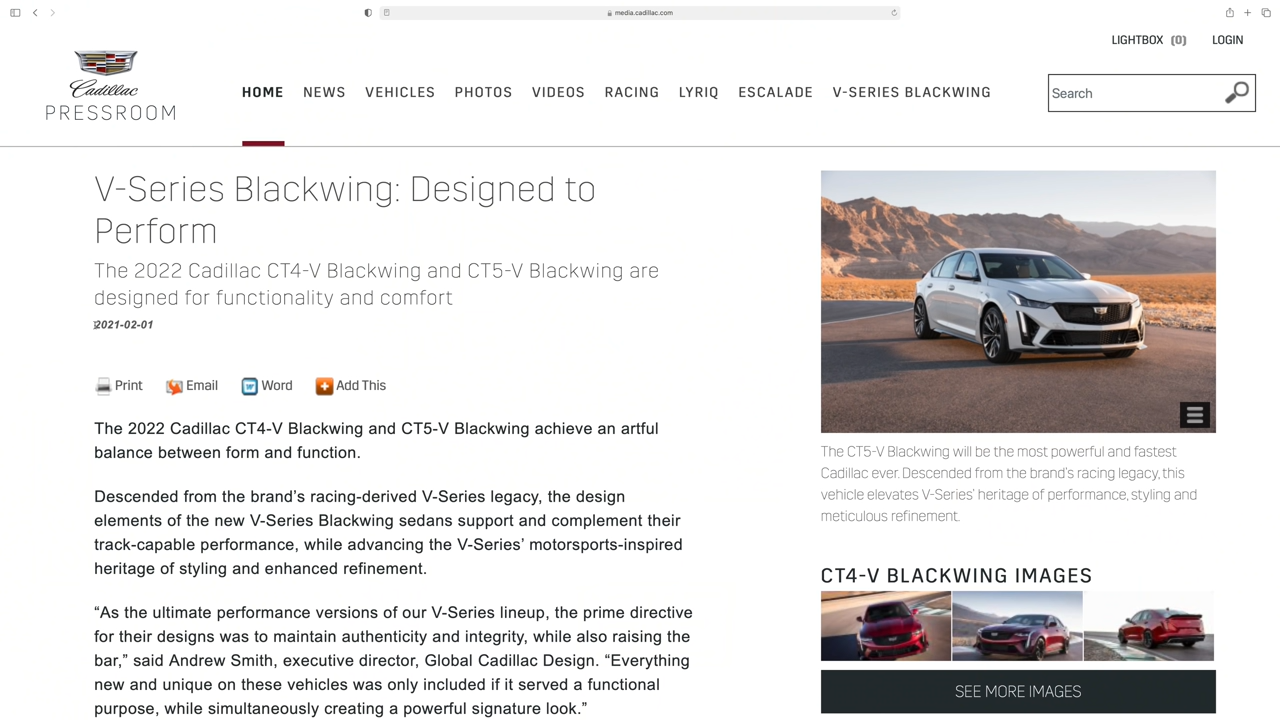 media.cadillac.com
LIGHTBOX (0) LOGIN
Cadillac
PRESSROOM
HOME NEWS VEHICLES PHOTOS VIDEOS RACING LYRIQ ESCALADE V-SERIES BLACKWING
Search
V-Series Blackwing: Designed to
Perform
The 2022 Cadillac CT4-V Blackwing and CT5-V Blackwing are
designed for functionality and comfort
2021-02-01
Print Email Word Add This
The 2022 Cadillac CT4-V Blackwing and CT5-V Blackwing achieve an artful
balance between form and function.
Descended from the brand’s racing-derived V-Series legacy, the design
elements of the new V-Series Blackwing sedans support and complement their
track-capable performance, while advancing the V-Series’ motorsports-inspired
heritage of styling and enhanced refinement.
“As the ultimate performance versions of our V-Series lineup, the prime directive
for their designs was to maintain authenticity and integrity, while also raising the
bar,” said Andrew Smith, executive director, Global Cadillac Design. “Everything
new and unique on these vehicles was only included if it served a functional
purpose, while simultaneously creating a powerful signature look.”
The CT5-V Blackwing will be the most powerful and fastest
Cadillac ever. Descended from the brand’s racing legacy, this
vehicle elevates V-Series’ heritage of performance, styling and
meticulous refinement.
CT4-V BLACKWING IMAGES
SEE MORE IMAGES